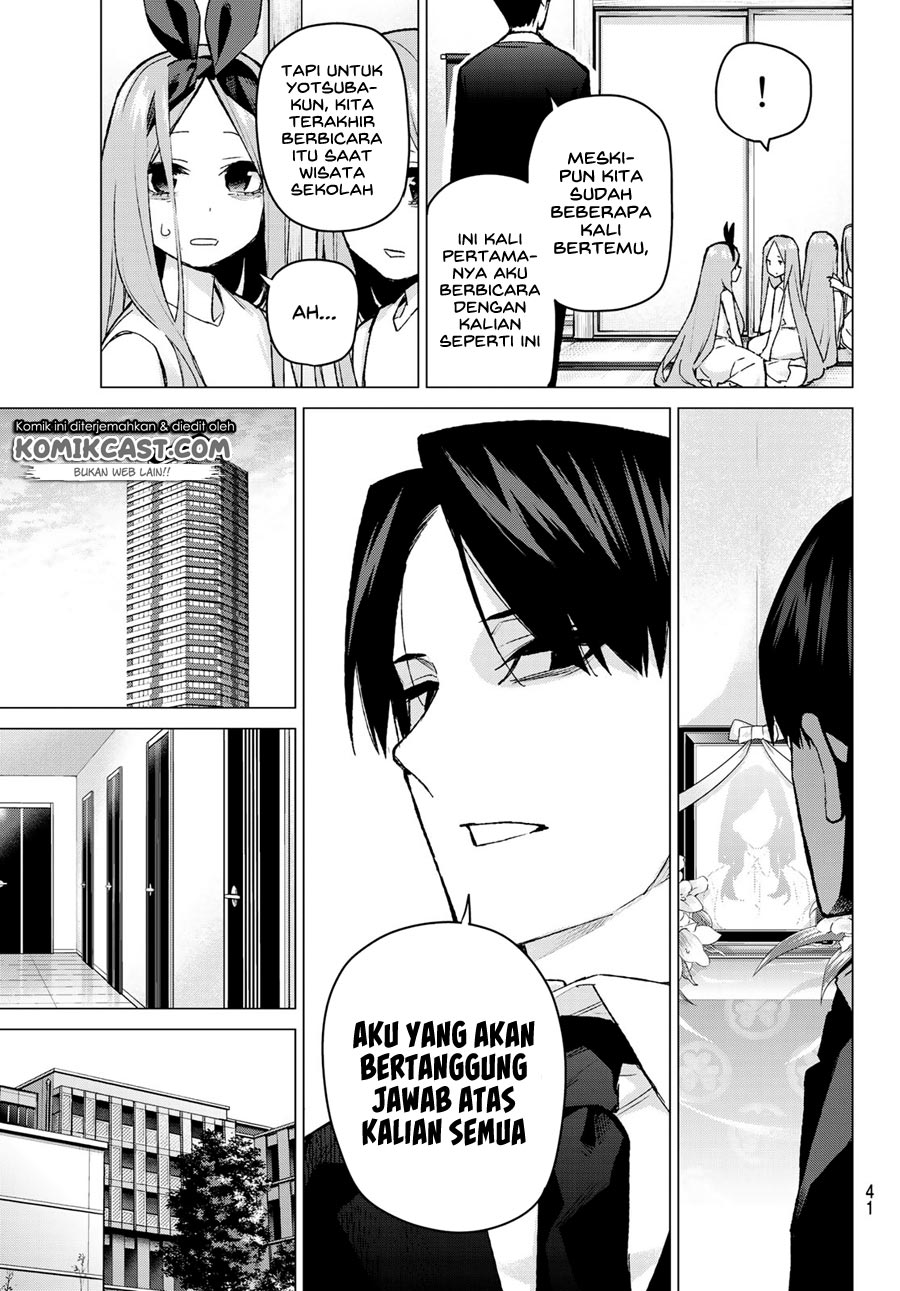 !
MESKI-
PUN KITA
SUDAH
BEBERAPA
KALI
BERTEMU,
INI KALI
PERTAMA-
NYA AKU
BERBICARA
DENGAN
KALIAN
SEPERTI INI
TAPI UNTUK
YOTSUBA-
KUN, KITA
TERAKHIR
BERBICARA
ITU SAAT
WISATA
SEKOLAH
AH...
AKU YANG AKAN
BERTANGGUNG
JAWAB ATAS
KALIAN SEMUA
Komik ini diterjemahkan & diedit oleh
KOMIKCAST.COM
BUKAN WEB LAIN!!
41